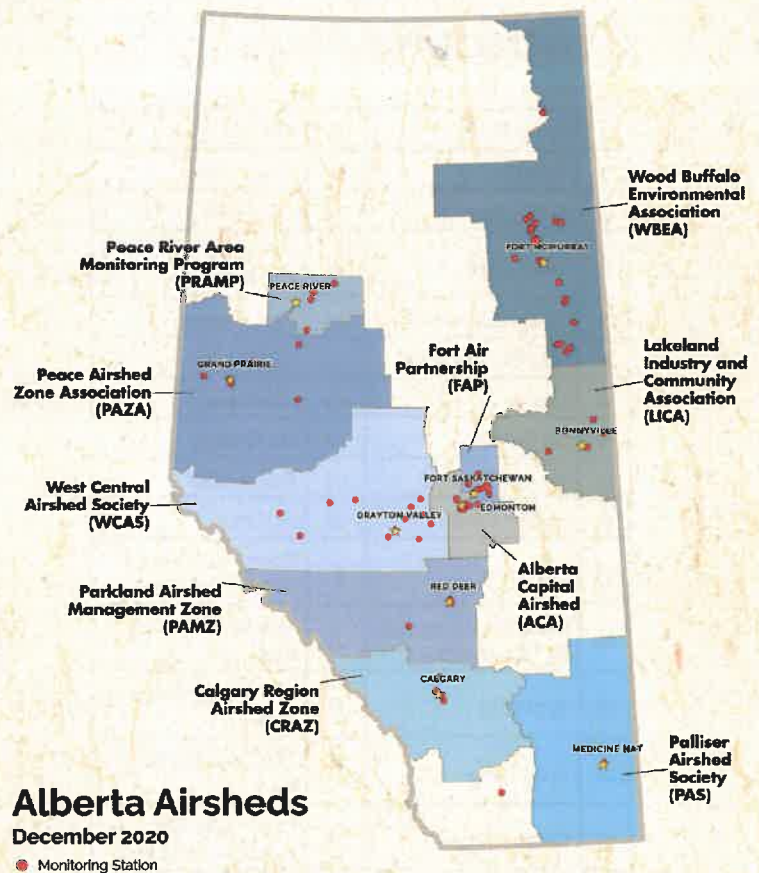 Wood Buffalo
Environmental
Association
(WBEA)
FORT MCMURRAY
Peace River Area
Monitoring Program
(PRAMP)
PEACE RIVER
Lakeland
Industry and
Community
Association
(LICA)
Fort Air
Partnership
(FAP)
GRAND PRAIRIE
Peace Airshed
Zone Association
(PAZA)
BONNYVILLE
West Central
Airshed Society
(WCAS)
FORT SASKATCHEWAN
EDMONTON
DRAYTON VALLEY
Alberta
Capital
Airshed
(ACA)
Parkland Airshed
Management Zone
(PAMZ)
RED DEER
Calgary Region
Airshed Zone
(CRAZ)
CALGARY
MEDICINE HAT
Palliser
Airshed
Society
(PAS)
Alberta Airsheds
December 2020
Monitoring Station